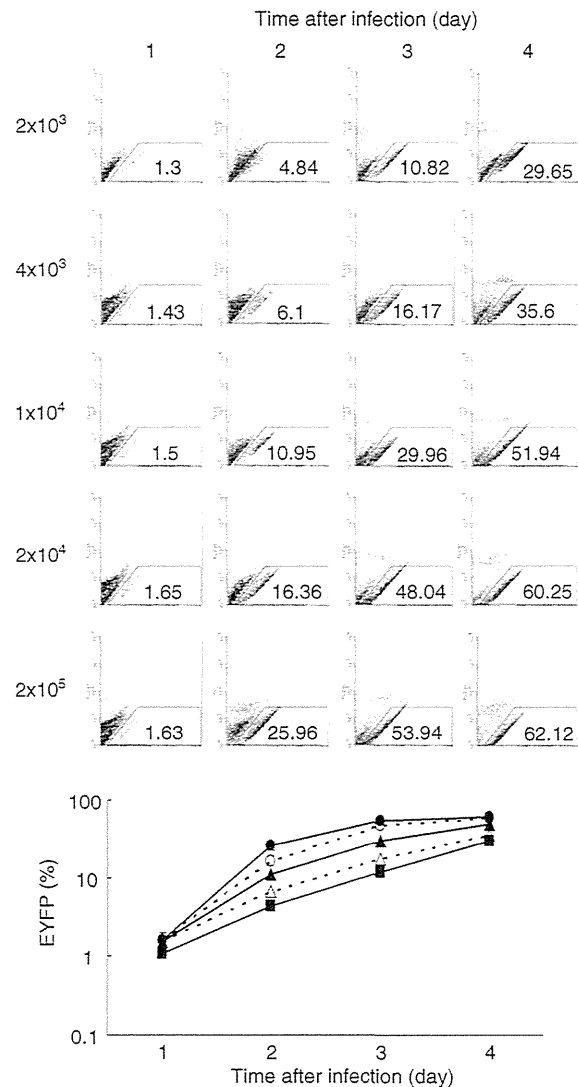 Time after infection (day)
1 2 3 4
2x10³ 1.3 4.84 10.82 29.65
4x10³ 1.43 6.1 16.17 35.6
1x10⁴ 1.5 10.95 29.96 51.94
2x10⁴ 1.65 16.36 48.04 60.25
2x10⁵ 1.63 25.96 53.94 62.12
100
10
1
0.1
EYFP (%)
1 2 3 4
Time after infection (day)